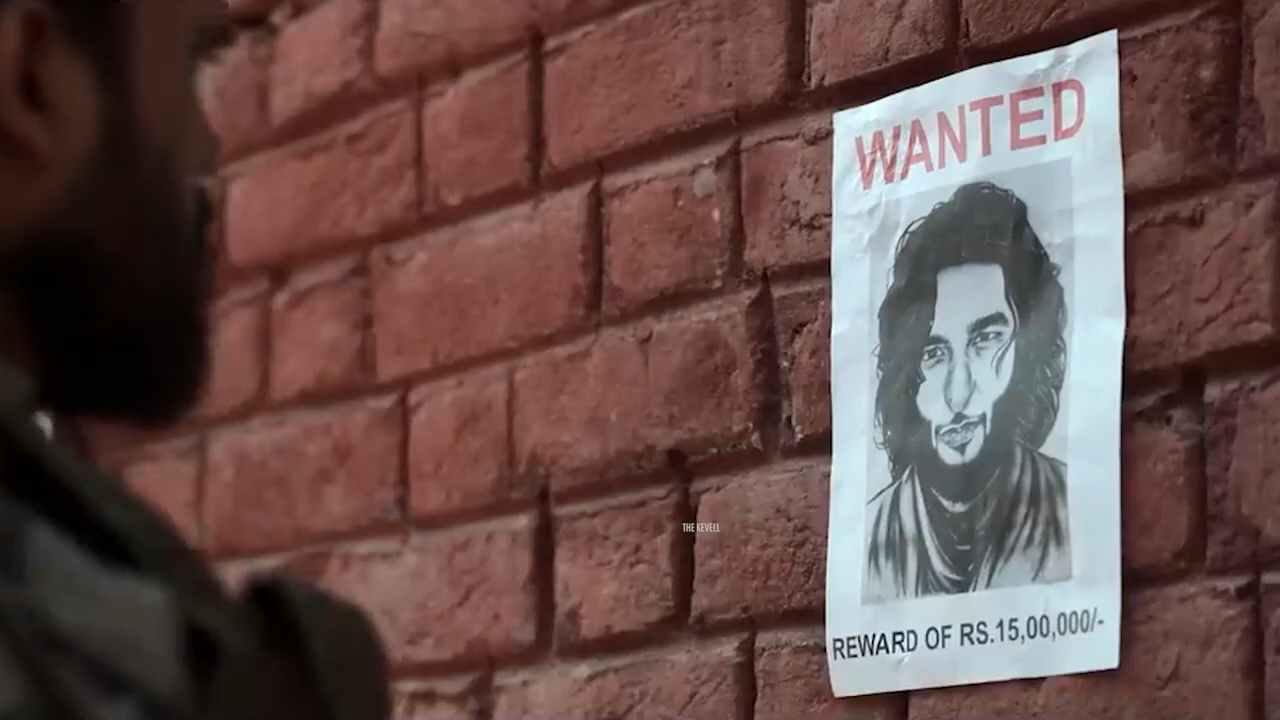 WANTED
THE KEVELL
REWARD OF RS.15,00,000/-